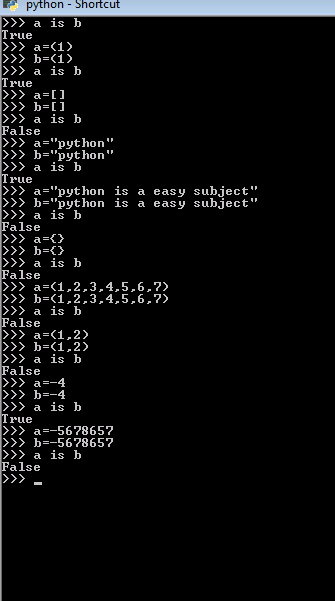 python - Shortcut
>>> a is b
True
>>> a=(1)
>>> b=(1)
>>> a is b
True
>>> a=[]
>>> b=[]
>>> a is b
False
>>> a="python"
>>> b="python"
>>> a is b
True
>>> a="python is a easy subject"
>>> b="python is a easy subject"
>>> a is b
False
>>> a={}
>>> b={}
>>> a is b
False
>>> a=(1,2,3,4,5,6,7)
>>> b=(1,2,3,4,5,6,7)
>>> a is b
False
>>> a=(1,2)
>>> b=(1,2)
>>> a is b
False
>>> a=-4
>>> b=-4
>>> a is b
True
>>> a=-5678657
>>> b=-5678657
>>> a is b
False
>>> _